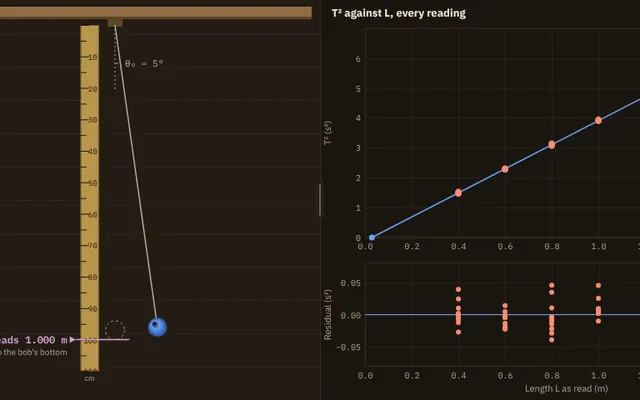 T² against L, every reading
θ₀ = 5°
10
20
30
40
50
60
70
80
90
100
cm
eads 1.000 m
o the bob's bottom
T² (s²)
6
5
4
3
2
1
0
0.0 0.2 0.4 0.6 0.8 1.0
Residual (s²)
0.05
0.00
−0.05
0.0 0.2 0.4 0.6 0.8 1.0
Length L as read (m)